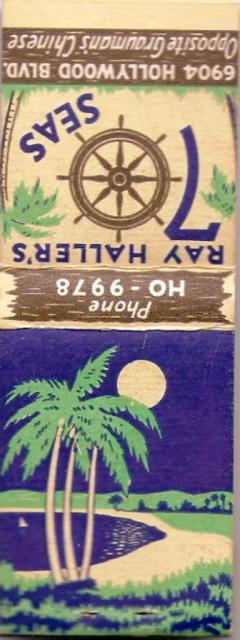 Phone
HO - 9978
RAY HALLER'S
7
SEAS
6904 HOLLYWOOD BLVD.
Opposite Grauman's Chinese